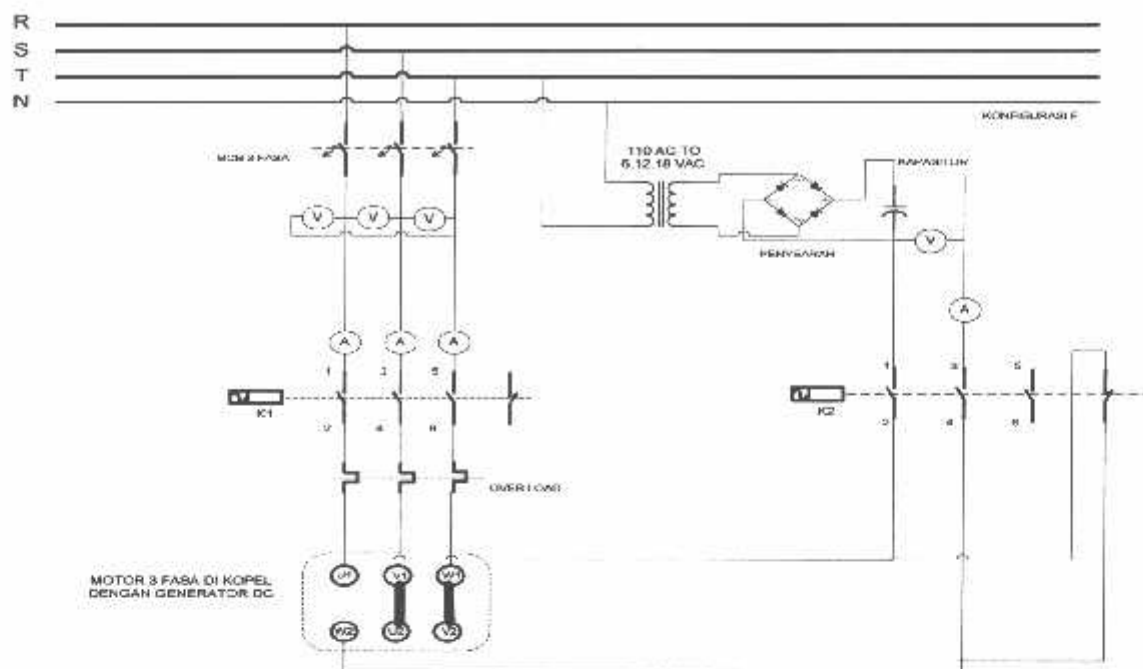 R
S
T
N
KONFIGURASI F
MCB 3 FASA
110 AC TO
6.12.18 VAC
KAPASITOR
V V V
PENYEARAH
V
A
A A A
1 3 5
K1
2 4 6
1 3 5
K2
2 4 6
OVER LOAD
MOTOR 3 FASA DI KOPEL
DENGAN GENERATOR DC
U1 V1 W1
W2 U2 V2